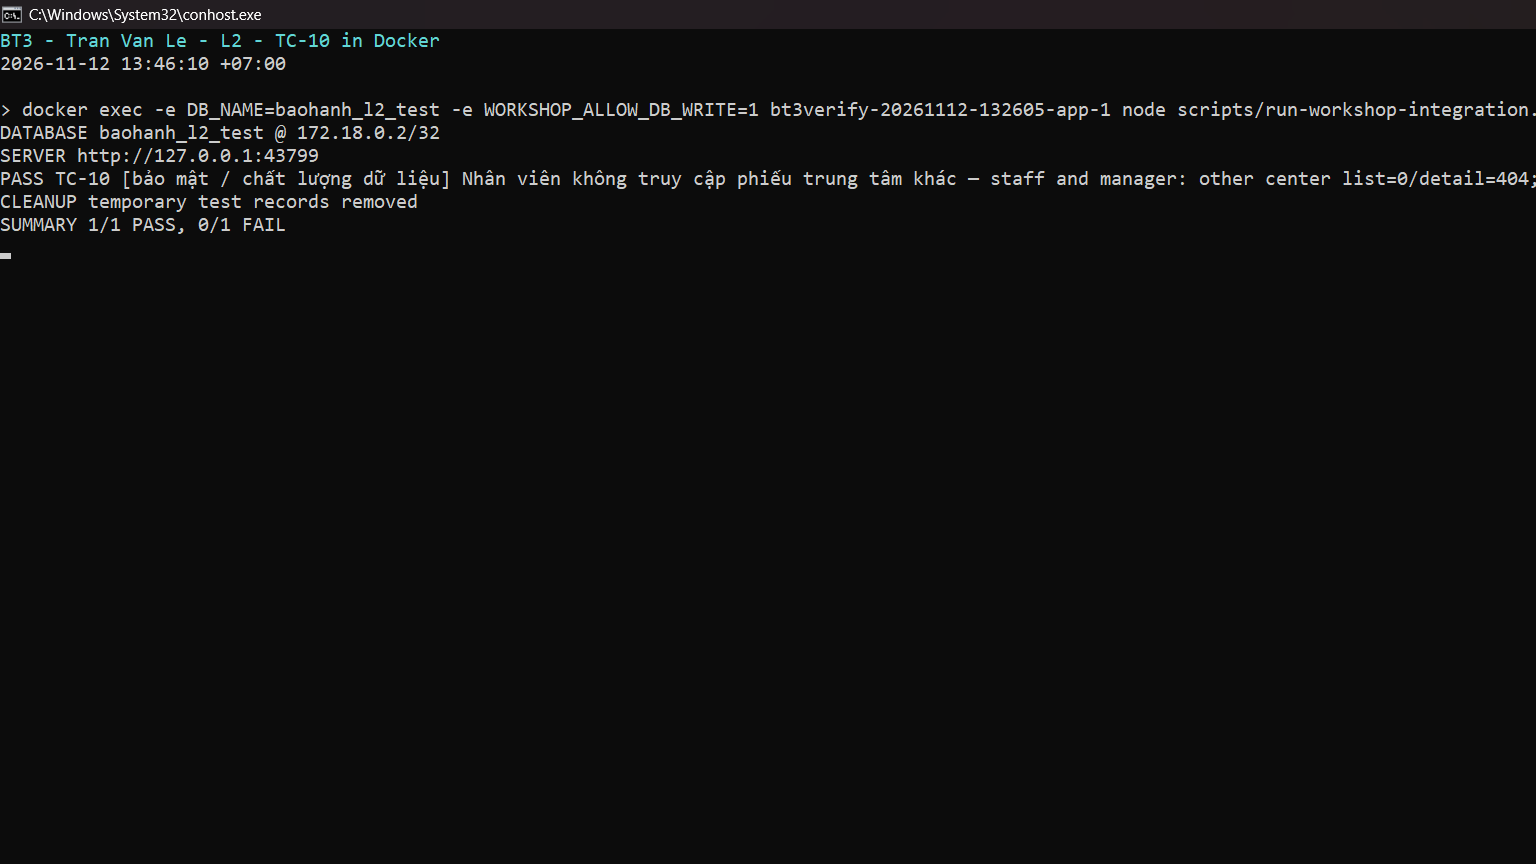 C:\Windows\System32\conhost.exe
BT3 - Tran Van Le - L2 - TC-10 in Docker
2026-11-12 13:46:10 +07:00
> docker exec -e DB_NAME=baohanh_l2_test -e WORKSHOP_ALLOW_DB_WRITE=1 bt3verify-20261112-132605-app-1 node scripts/run-workshop-integration.
DATABASE baohanh_l2_test @ 172.18.0.2/32
SERVER http://127.0.0.1:43799
PASS TC-10 [bảo mật / chất lượng dữ liệu] Nhân viên không truy cập phiếu trung tâm khác — staff and manager: other center list=0/detail=404;
CLEANUP temporary test records removed
SUMMARY 1/1 PASS, 0/1 FAIL